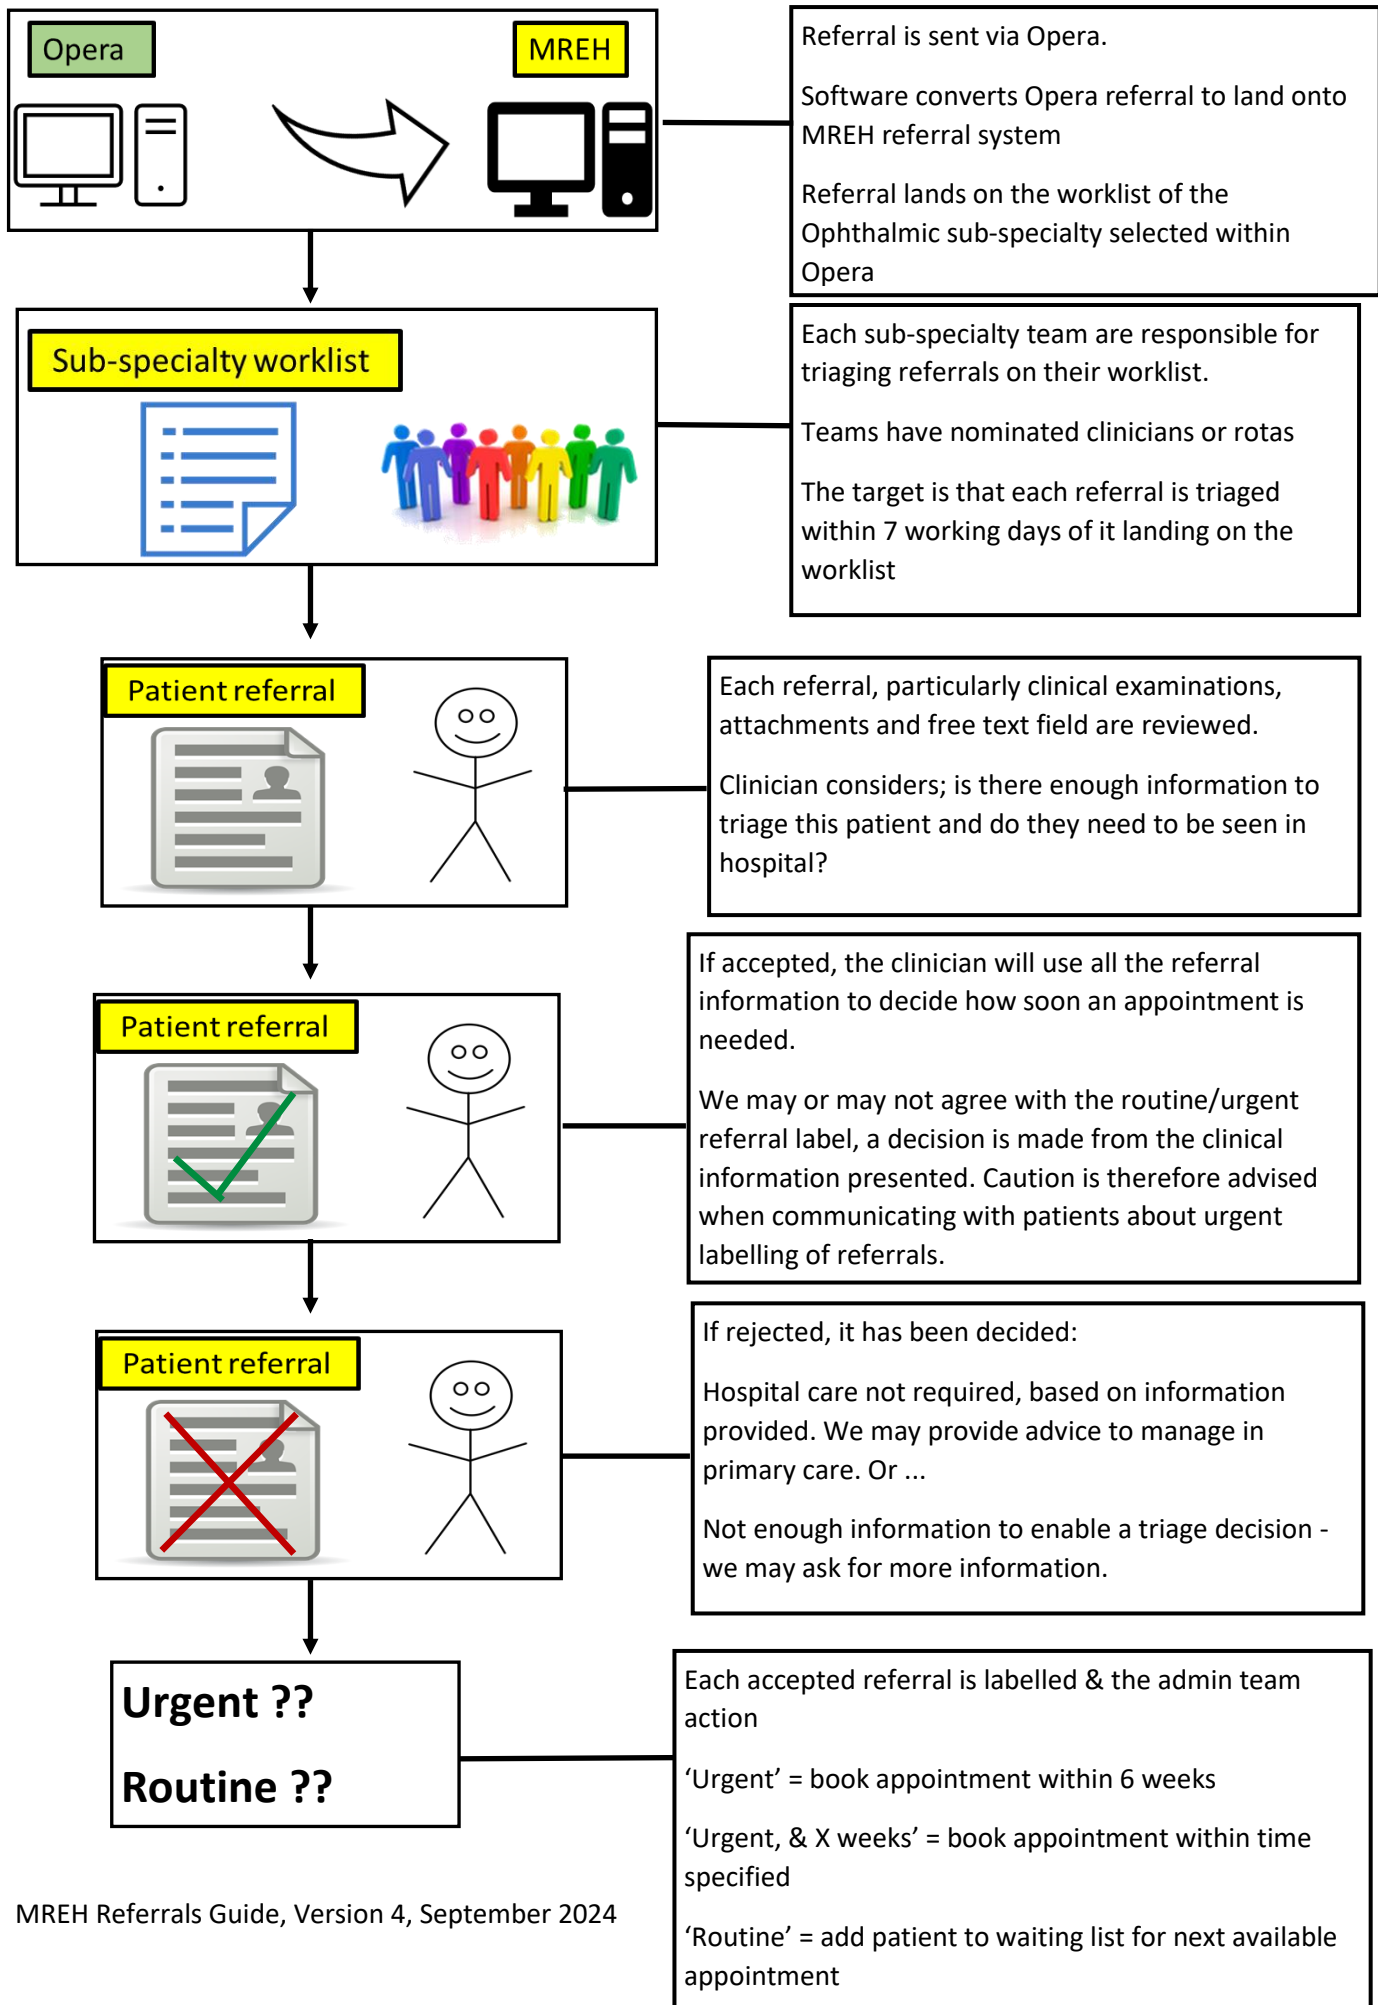 Opera
MREH
Referral is sent via Opera.
Software converts Opera referral to land onto
MREH referral system
Referral lands on the worklist of the
Ophthalmic sub-specialty selected within
Opera
Sub-specialty worklist
Each sub-specialty team are responsible for
triaging referrals on their worklist.
Teams have nominated clinicians or rotas
The target is that each referral is triaged
within 7 working days of it landing on the
worklist
Patient referral
Each referral, particularly clinical examinations,
attachments and free text field are reviewed.
Clinician considers; is there enough information to
triage this patient and do they need to be seen in
hospital?
Patient referral
If accepted, the clinician will use all the referral
information to decide how soon an appointment is
needed.
We may or may not agree with the routine/urgent
referral label, a decision is made from the clinical
information presented. Caution is therefore advised
when communicating with patients about urgent
labelling of referrals.
Patient referral
If rejected, it has been decided:
Hospital care not required, based on information
provided. We may provide advice to manage in
primary care. Or ...
Not enough information to enable a triage decision -
we may ask for more information.
Urgent ??
Routine ??
Each accepted referral is labelled & the admin team
action
‘Urgent’ = book appointment within 6 weeks
‘Urgent, & X weeks’ = book appointment within time
specified
‘Routine’ = add patient to waiting list for next available
appointment
MREH Referrals Guide, Version 4, September 2024